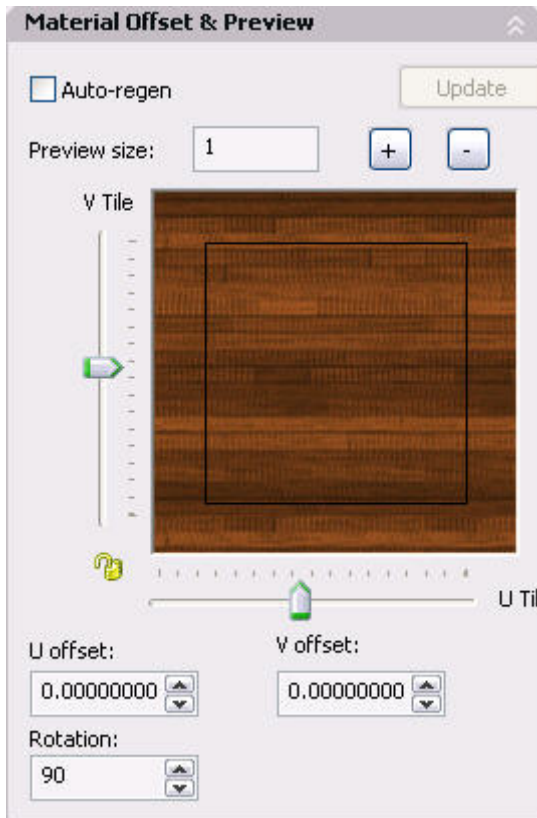 Material Offset & Preview
Auto-regen
Update
Preview size:
1
+
-
V Tile
U Til
U offset:
V offset:
0.00000000
0.00000000
Rotation:
90